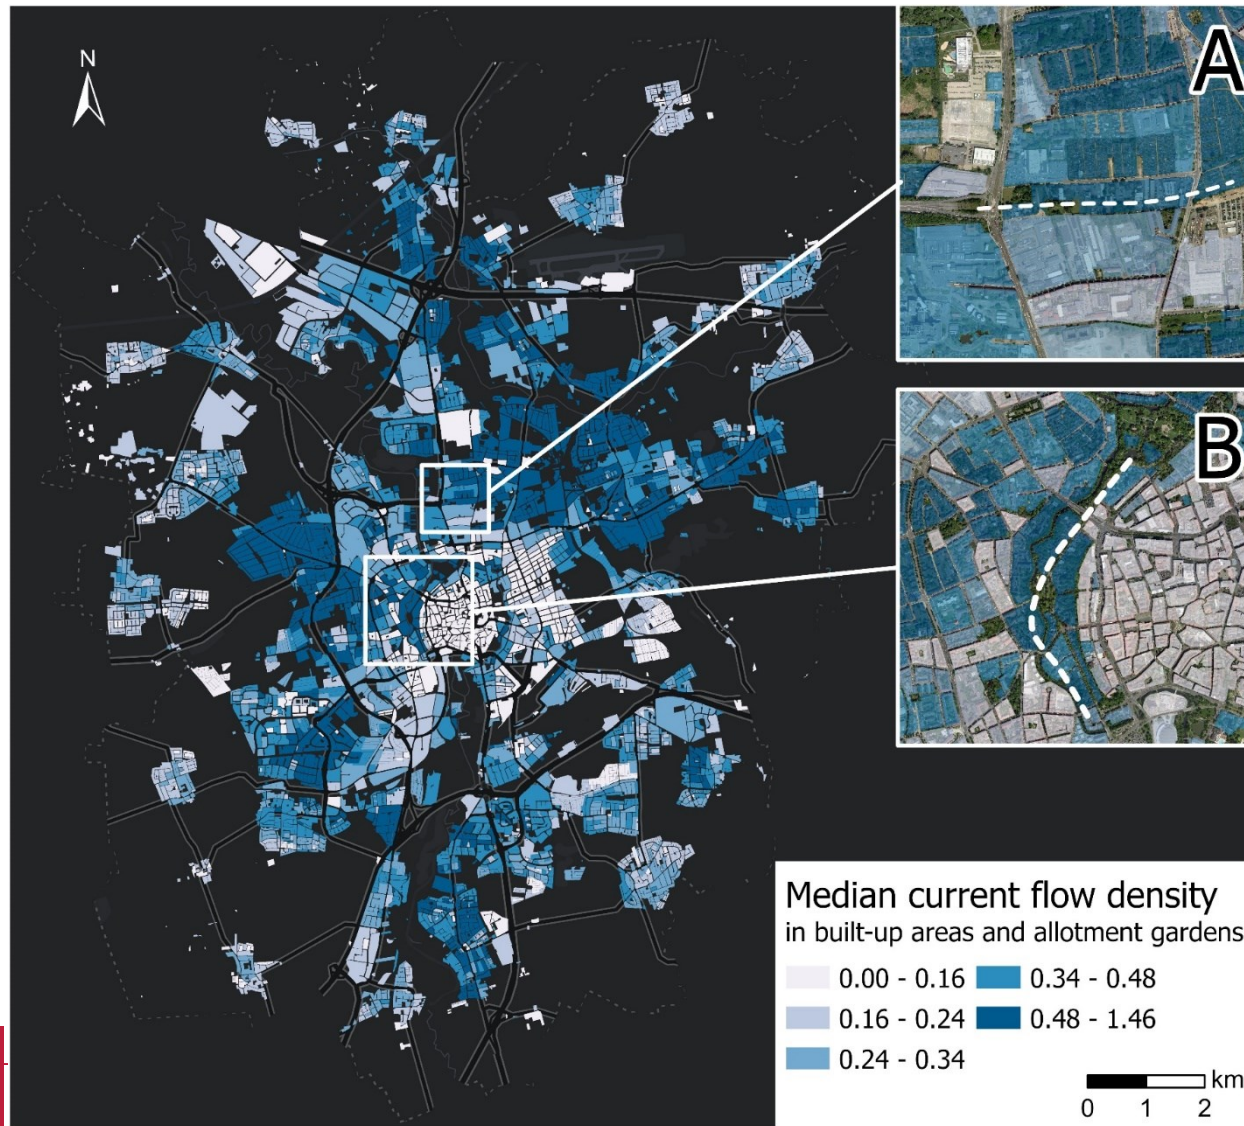 N
A
B
Median current flow density
in built-up areas and allotment gardens
0.00 - 0.16
0.34 - 0.48
0.16 - 0.24
0.48 - 1.46
0.24 - 0.34
km
0 1 2